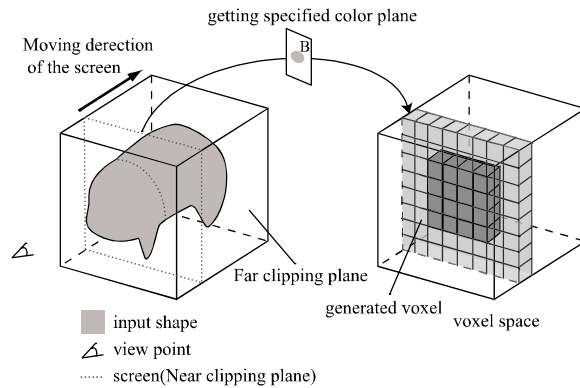 getting specified color plane
B
Moving derection
of the screen
Far clipping plane
generated voxel
voxel space
input shape
view point
screen(Near clipping plane)